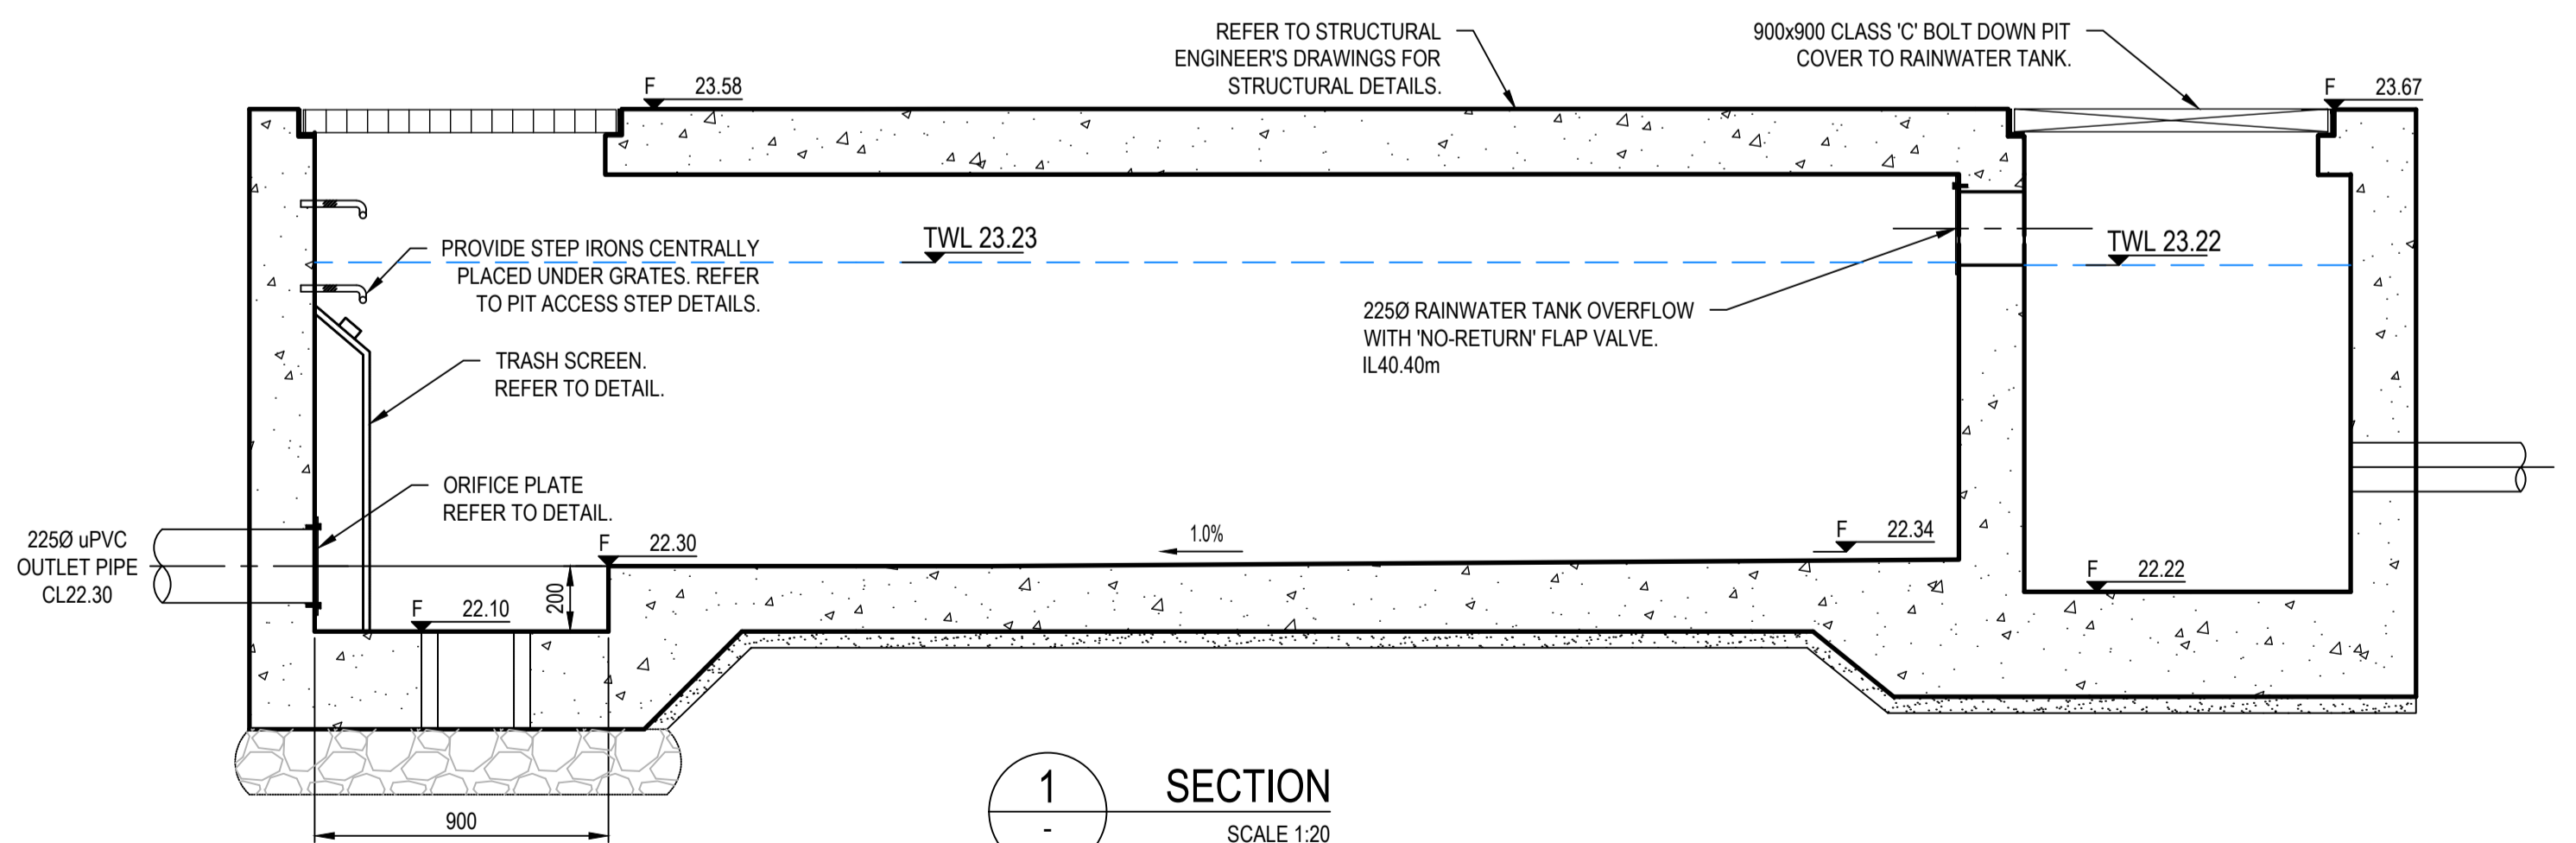 REFER TO STRUCTURAL
ENGINEER'S DRAWINGS FOR
STRUCTURAL DETAILS.
900x900 CLASS 'C' BOLT DOWN PIT
COVER TO RAINWATER TANK.
F 23.58
F 23.67
PROVIDE STEP IRONS CENTRALLY
PLACED UNDER GRATES. REFER
TO PIT ACCESS STEP DETAILS.
TWL 23.23
TWL 23.22
225Ø RAINWATER TANK OVERFLOW
WITH 'NO-RETURN' FLAP VALVE.
IL40.40m
TRASH SCREEN.
REFER TO DETAIL.
ORIFICE PLATE
REFER TO DETAIL.
225Ø uPVC
OUTLET PIPE
CL22.30
F 22.30
1.0%
F 22.34
F 22.22
F 22.10
200
900
1
-
SECTION
SCALE 1:20